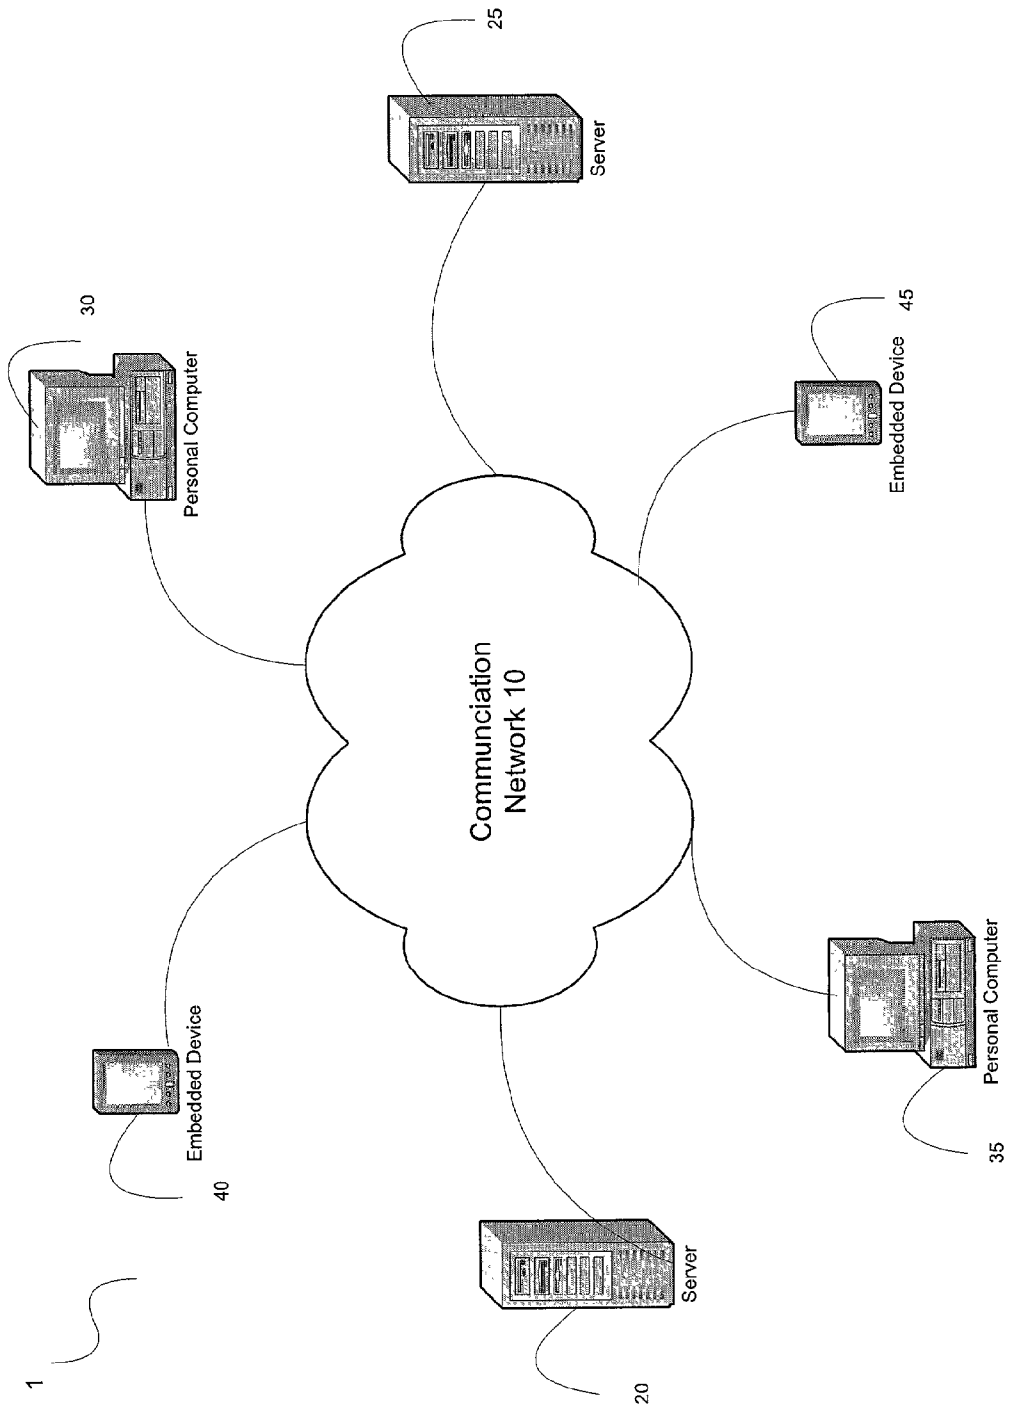 1
30
Embedded Device
Personal Computer
40
25
Communciation
Network 10
Server
20
Server
45
Embedded Device
35
Personal Computer